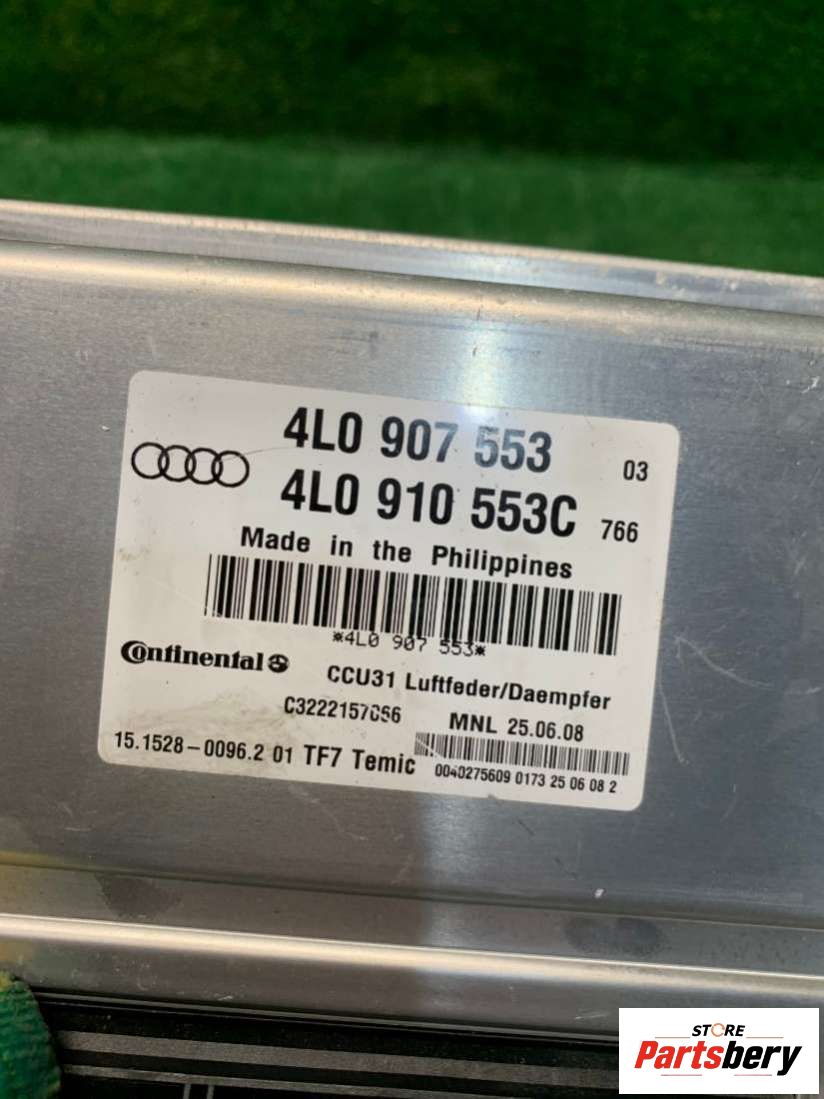 4L0 907 553 03
4L0 910 553C 766
Made in the Philippines
*4L0 907 553*
Continental
CCU31 Luftfeder/Daempfer
C3222157C66
MNL 25.06.08
15.1528-0096.2 01 TF7 Temic
0040275609 0173 25 06 08 2
STORE
Partsbery